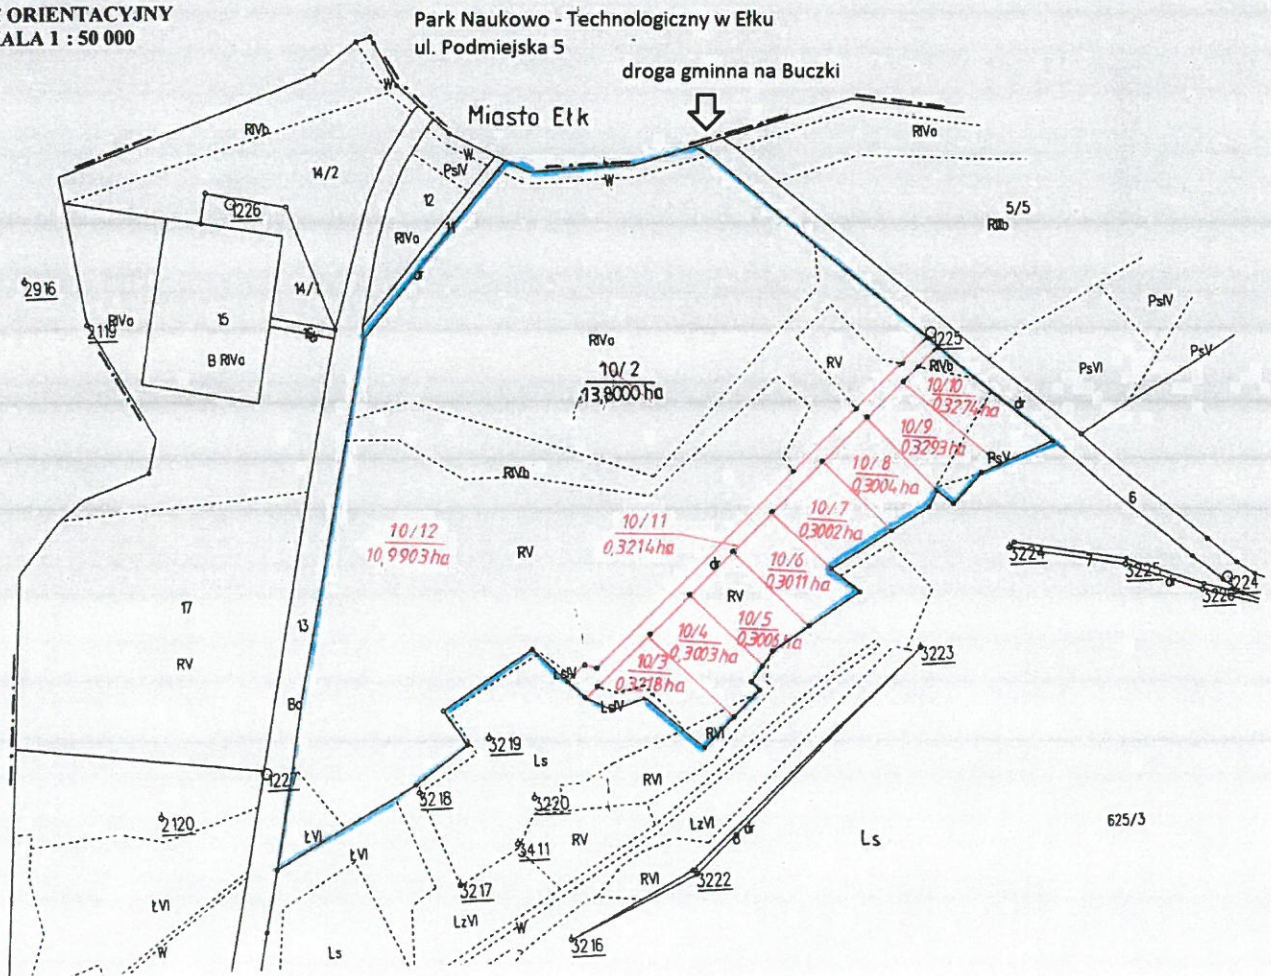 ORIENTACYJNY
ALA 1 : 50 000
Park Naukowo - Technologiczny w Ełku
ul. Podmiejska 5
droga gminna na Buczki
Miasto Ełk
W
RIVb
W
PsIV
RIVa
14/2
12
W
11
5/5
1226
RIVa
dr
2916
14/1
PsIV
2119
RIVa
15
RIVa
1225
PsV
B RIVa
10/2
13,8000 ha
RV
RIVb
PsVI
10/10
0,3274 ha
dr
10/9
0,3293 ha
RIVb
10/8
0,3004 ha
PsV
6
10/12
10,9903 ha
RV
10/11
0,3214 ha
10/7
0,3002 ha
3224
7
3225
dr
1224
3226
dr
10/6
0,3011 ha
17
RV
13
RV
10/5
10/4
0,3003 ha
3223
10/3
0,3218 ha
LsIV
LsIV
RVI
3219
Ls
RVI
1227
3218
3220
2120
ŁVI
ŁVI
RV
LzVI
8
dr
Ls
625/3
3411
3217
RVI
3222
ŁVI
LzVI
W
3216
W
Ls